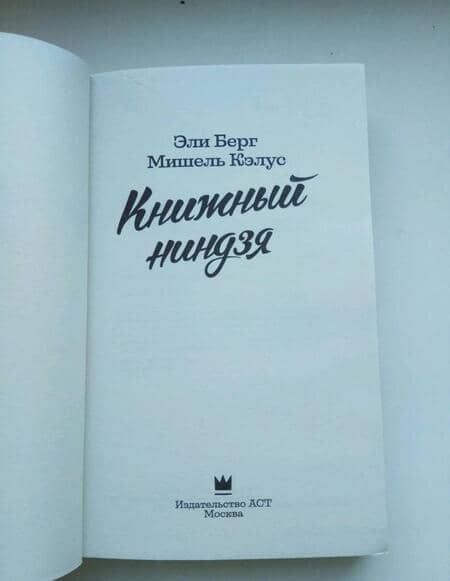 Эли Берг
Мишель Кэлус
Книжный
ниндзя
Издательство АСТ
Москва